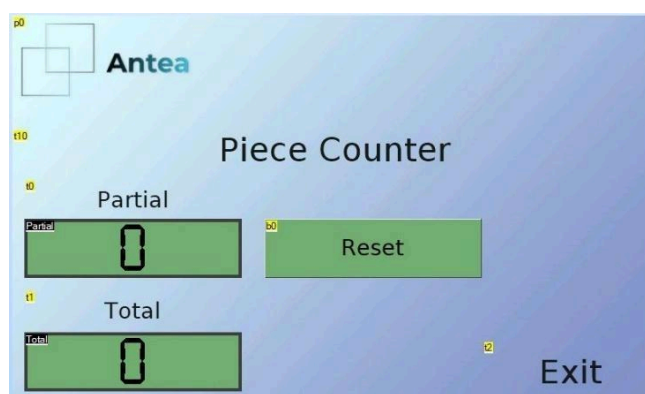 p0
Antea
t10
Piece Counter
t0
Partial
Partial
0
b0
Reset
t1
Total
Total
0
t2
Exit